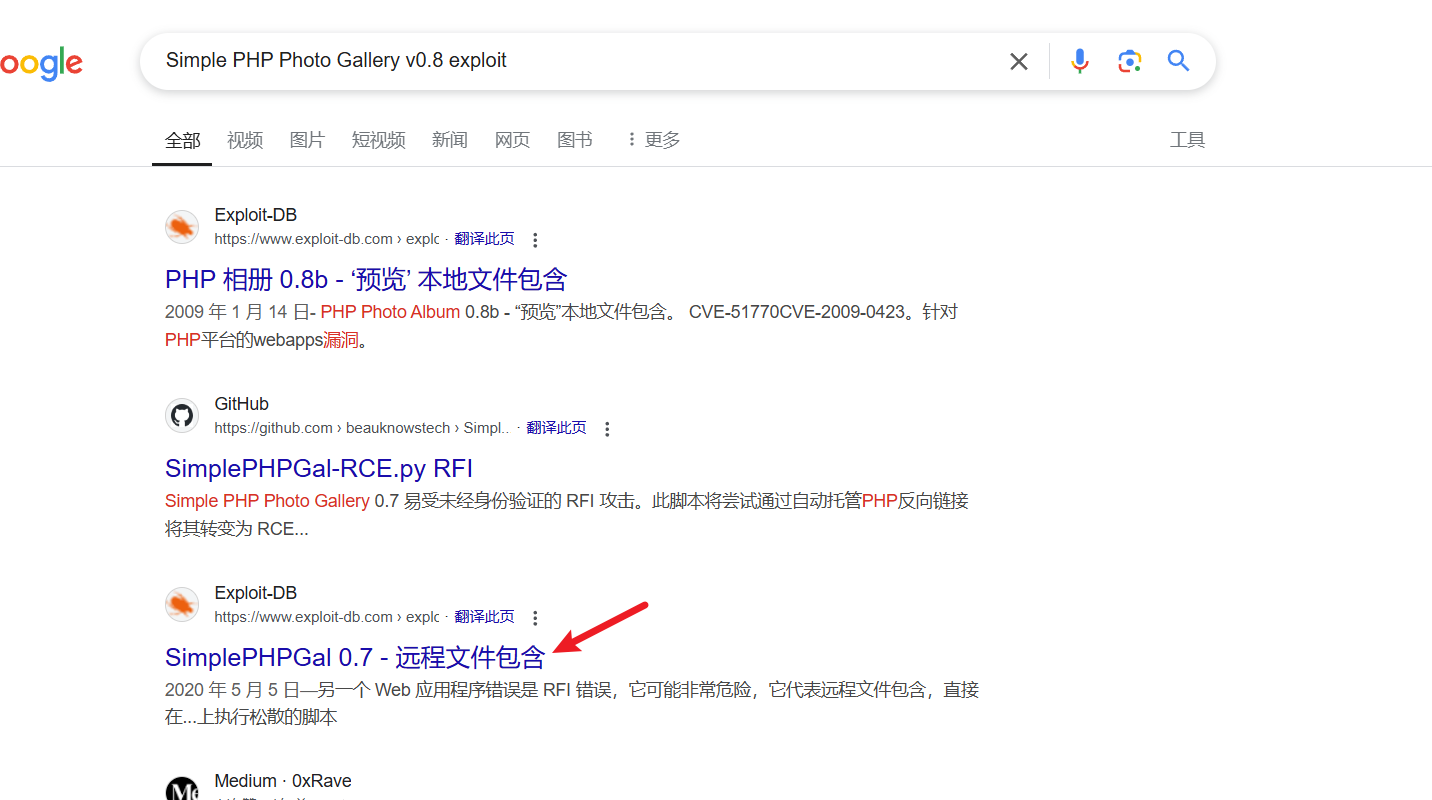 oogle
Simple PHP Photo Gallery v0.8 exploit
全部 视频 图片 短视频 新闻 网页 图书 更多 工具
Exploit-DB
https://www.exploit-db.com › explo · 翻译此页
PHP 相册 0.8b - ‘预览’ 本地文件包含
2009 年 1 月 14 日- PHP Photo Album 0.8b - “预览”本地文件包含。 CVE-51770CVE-2009-0423。针对
PHP平台的webapps漏洞。
GitHub
https://github.com › beauknowstech › Simpl.. · 翻译此页
SimplePHPGal-RCE.py RFI
Simple PHP Photo Gallery 0.7 易受未经身份验证的 RFI 攻击。此脚本将尝试通过自动托管PHP反向链接
将其转变为 RCE...
Exploit-DB
https://www.exploit-db.com › explo · 翻译此页
SimplePHPGal 0.7 - 远程文件包含
2020 年 5 月 5 日—另一个 Web 应用程序错误是 RFI 错误，它可能非常危险，它代表远程文件包含，直接
在...上执行松散的脚本
Medium · 0xRave